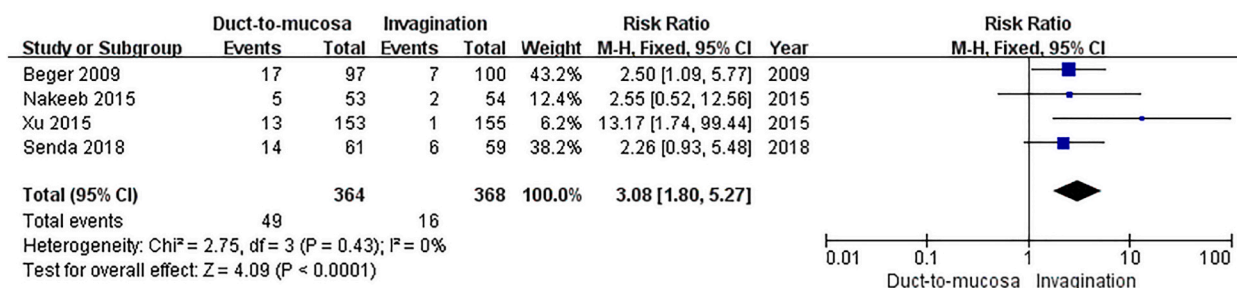 Duct-to-mucosa Invagination Risk Ratio Risk Ratio
Study or Subgroup Events Total Events Total Weight M-H, Fixed, 95% CI Year M-H, Fixed, 95% CI
Beger 2009 17 97 7 100 43.2% 2.50 [1.09, 5.77] 2009
Nakeeb 2015 5 53 2 54 12.4% 2.55 [0.52, 12.56] 2015
Xu 2015 13 153 1 155 6.2% 13.17 [1.74, 99.44] 2015
Senda 2018 14 61 6 59 38.2% 2.26 [0.93, 5.48] 2018
Total (95% CI) 364 368 100.0% 3.08 [1.80, 5.27]
Total events 49 16
Heterogeneity: Chi² = 2.75, df = 3 (P = 0.43); I² = 0%
Test for overall effect: Z = 4.09 (P < 0.0001)
0.01 0.1 1 10 100
Duct-to-mucosa Invagination